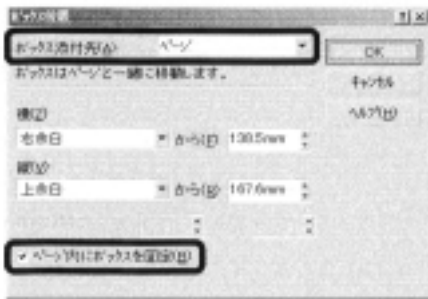 ボックス位置
ボックス添付先(A) ページ
OK
ボックスはページと一緒に移動します。
キャンセル
横(Z) ヘルプ(H)
右余白 から(F) 138.5mm
縦(V)
上余白 から(R) 167.6mm
ページ内にボックスを固定(B)